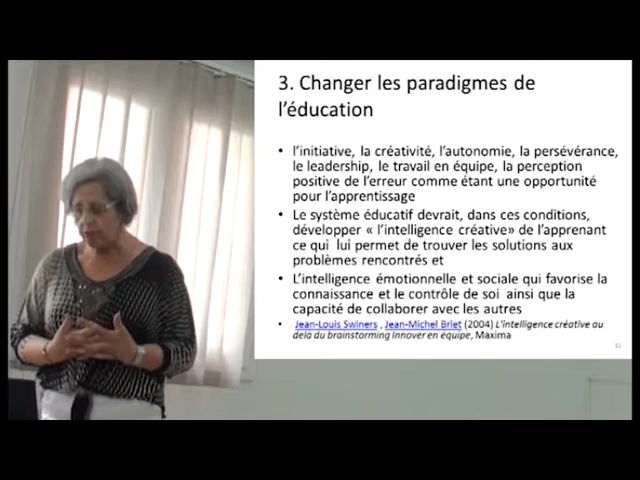 3. Changer les paradigmes de
l'éducation
• l'initiative, la créativité, l'autonomie, la persévérance,
le leadership, le travail en équipe, la perception
positive de l'erreur comme étant une opportunité
pour l'apprentissage
• Le système éducatif devrait, dans ces conditions,
développer « l'intelligence créative» de l'apprenant
ce qui lui permet de trouver les solutions aux
problèmes rencontrés et
• L'intelligence émotionnelle et sociale qui favorise la
connaissance et le contrôle de soi ainsi que la
capacité de collaborer avec les autres
• Jean-Louis Swiners , Jean-Michel Briet (2004) L'intelligence créative au
delà du brainstorming Innover en équipe, Maxima